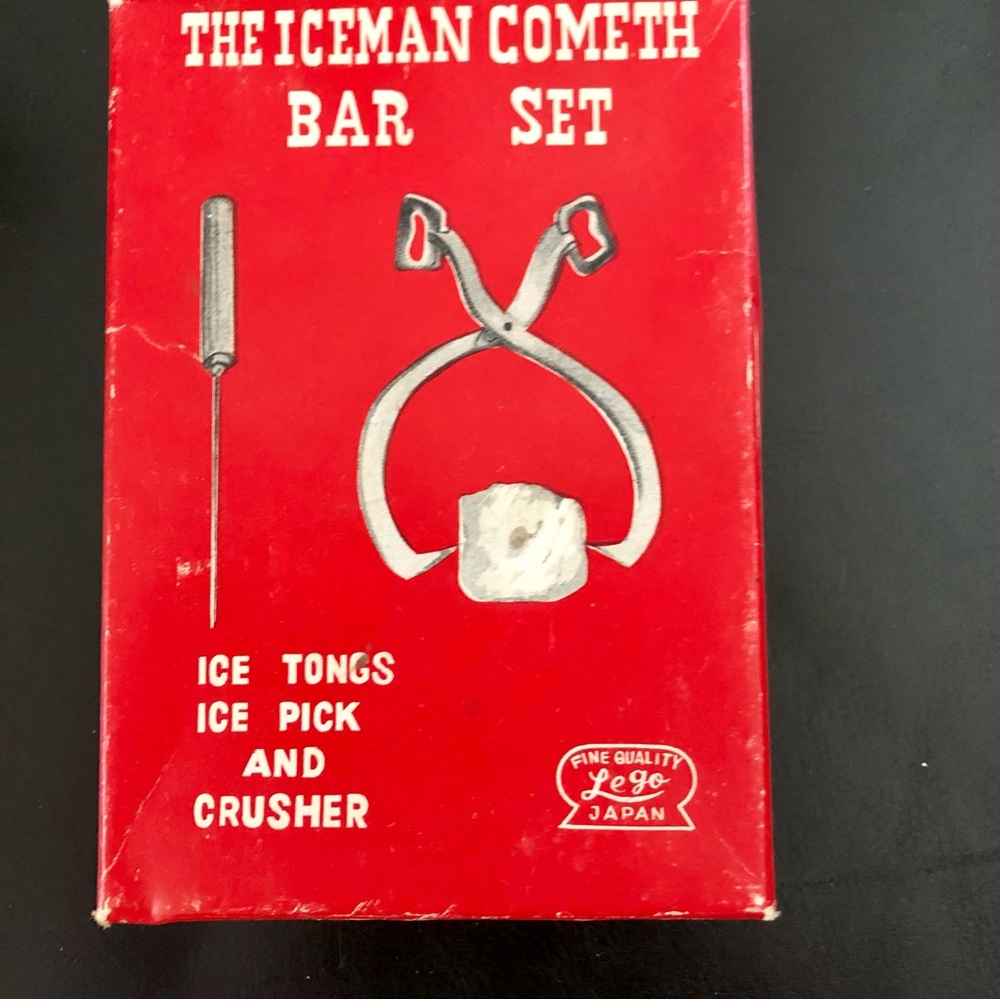 THE ICEMAN COMETH
BAR SET
ICE TONGS
ICE PICK
AND
CRUSHER
FINE QUALITY
Lego
JAPAN